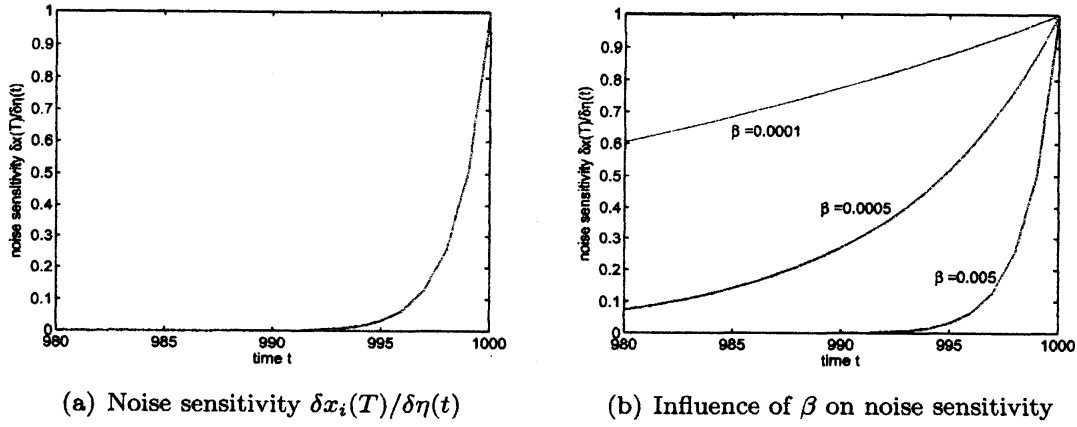 1
0.9
0.8
0.7
0.6
0.5
0.4
0.3
0.2
0.1
0
noise sensitivity δx(T)/δη(t)
980 985 990 995 1000
time t
(a) Noise sensitivity δxᵢ(T)/δη(t)
1
0.9
0.8
0.7
0.6
0.5
0.4
0.3
0.2
0.1
0
noise sensitivity δx(T)/δη(t)
β =0.0001
β =0.0005
β =0.005
980 985 990 995 1000
time t
(b) Influence of β on noise sensitivity